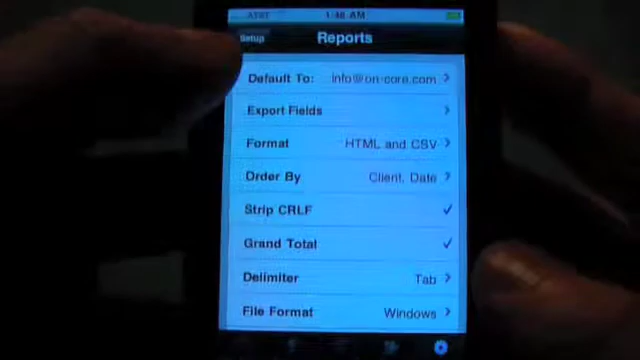 AT&T 1:46 AM
Setup Reports
Default To: info@on-core.com
Export Fields
Format HTML and CSV
Order By Client, Date
Strip CRLF
Grand Total
Delimiter Tab
File Format Windows